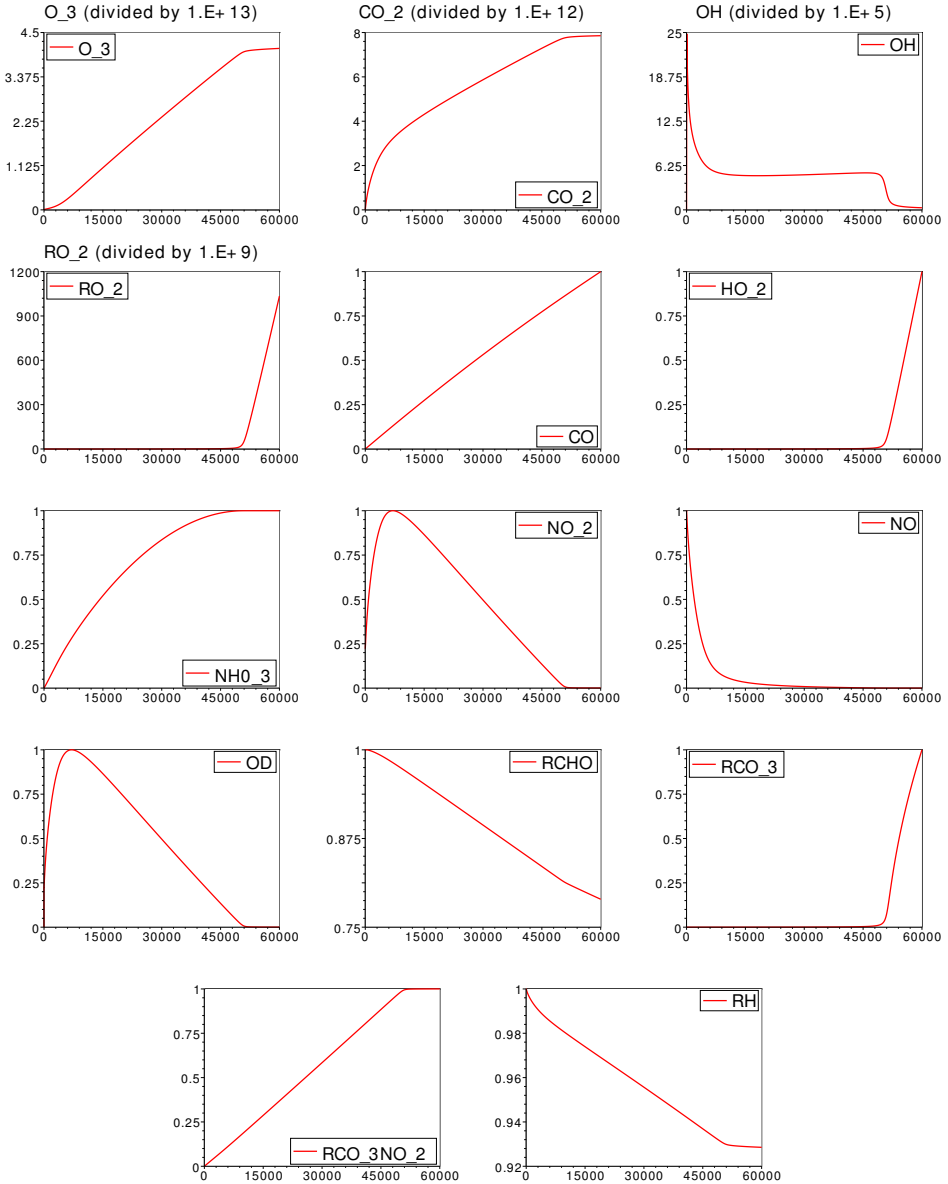 O_3 (divided by 1.E+13) CO_2 (divided by 1.E+12) OH (divided by 1.E+5)
4.5 8 25
O_3 OH
3.375 6 18.75
2.25 4 12.5
1.125 2 6.25
CO_2
0 0 0
0 15000 30000 45000 60000 0 15000 30000 45000 60000 0 15000 30000 45000 60000
RO_2 (divided by 1.E+9)
1200 1 1
RO_2 HO_2
900 0.75 0.75
600 0.5 0.5
300 0.25 0.25
CO
0 0 0
0 15000 30000 45000 60000 0 15000 30000 45000 60000 0 15000 30000 45000 60000
1 1 1
NO_2 NO
0.75 0.75 0.75
0.5 0.5 0.5
0.25 0.25 0.25
NH0_3
0 0 0
0 15000 30000 45000 60000 0 15000 30000 45000 60000 0 15000 30000 45000 60000
1 1 1
OD RCHO RCO_3
0.75 0.75
0.5 0.875 0.5
0.25 0.25
0 0.75 0
0 15000 30000 45000 60000 0 15000 30000 45000 60000 0 15000 30000 45000 60000
1 1
RH
0.75 0.98
0.5 0.96
0.25 0.94
RCO_3NO_2
0 0.92
0 15000 30000 45000 60000 0 15000 30000 45000 60000